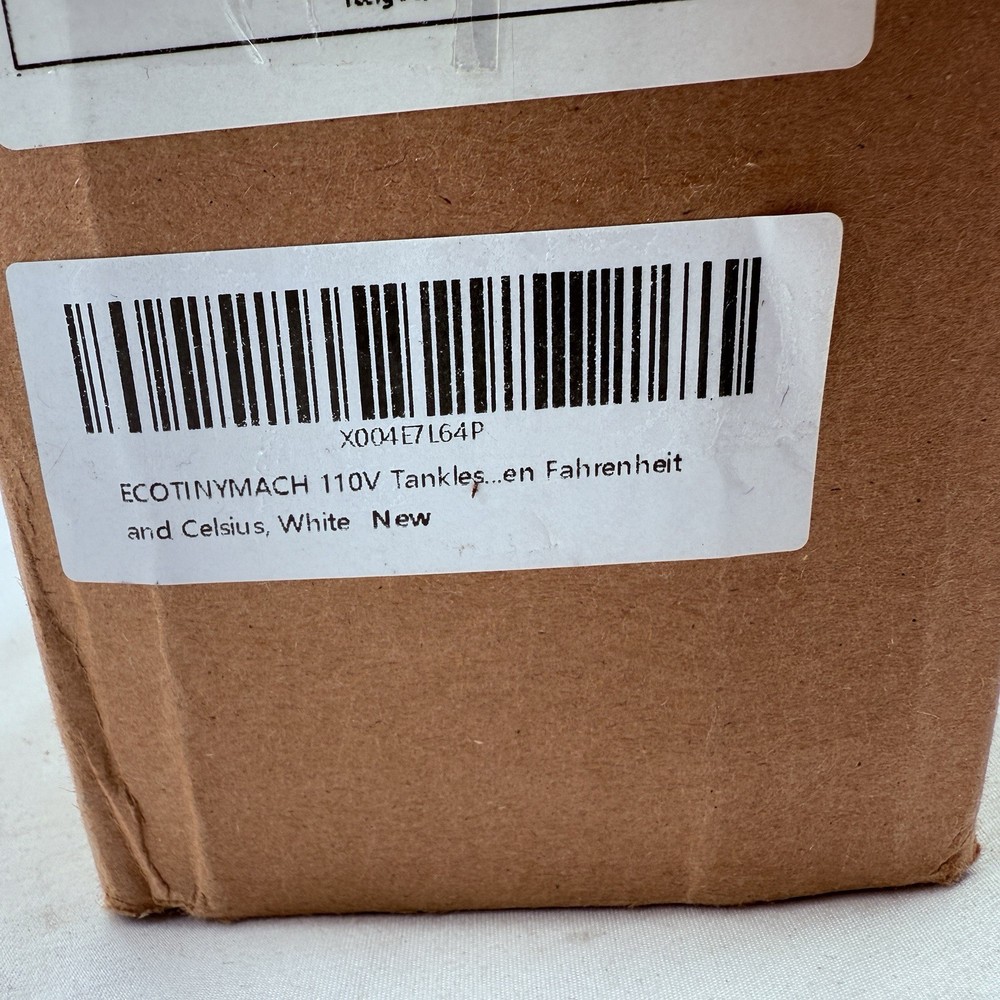 X004E7L64P
ECOTINYMACH 110V Tankles...en Fahrenheit
and Celsius, White New